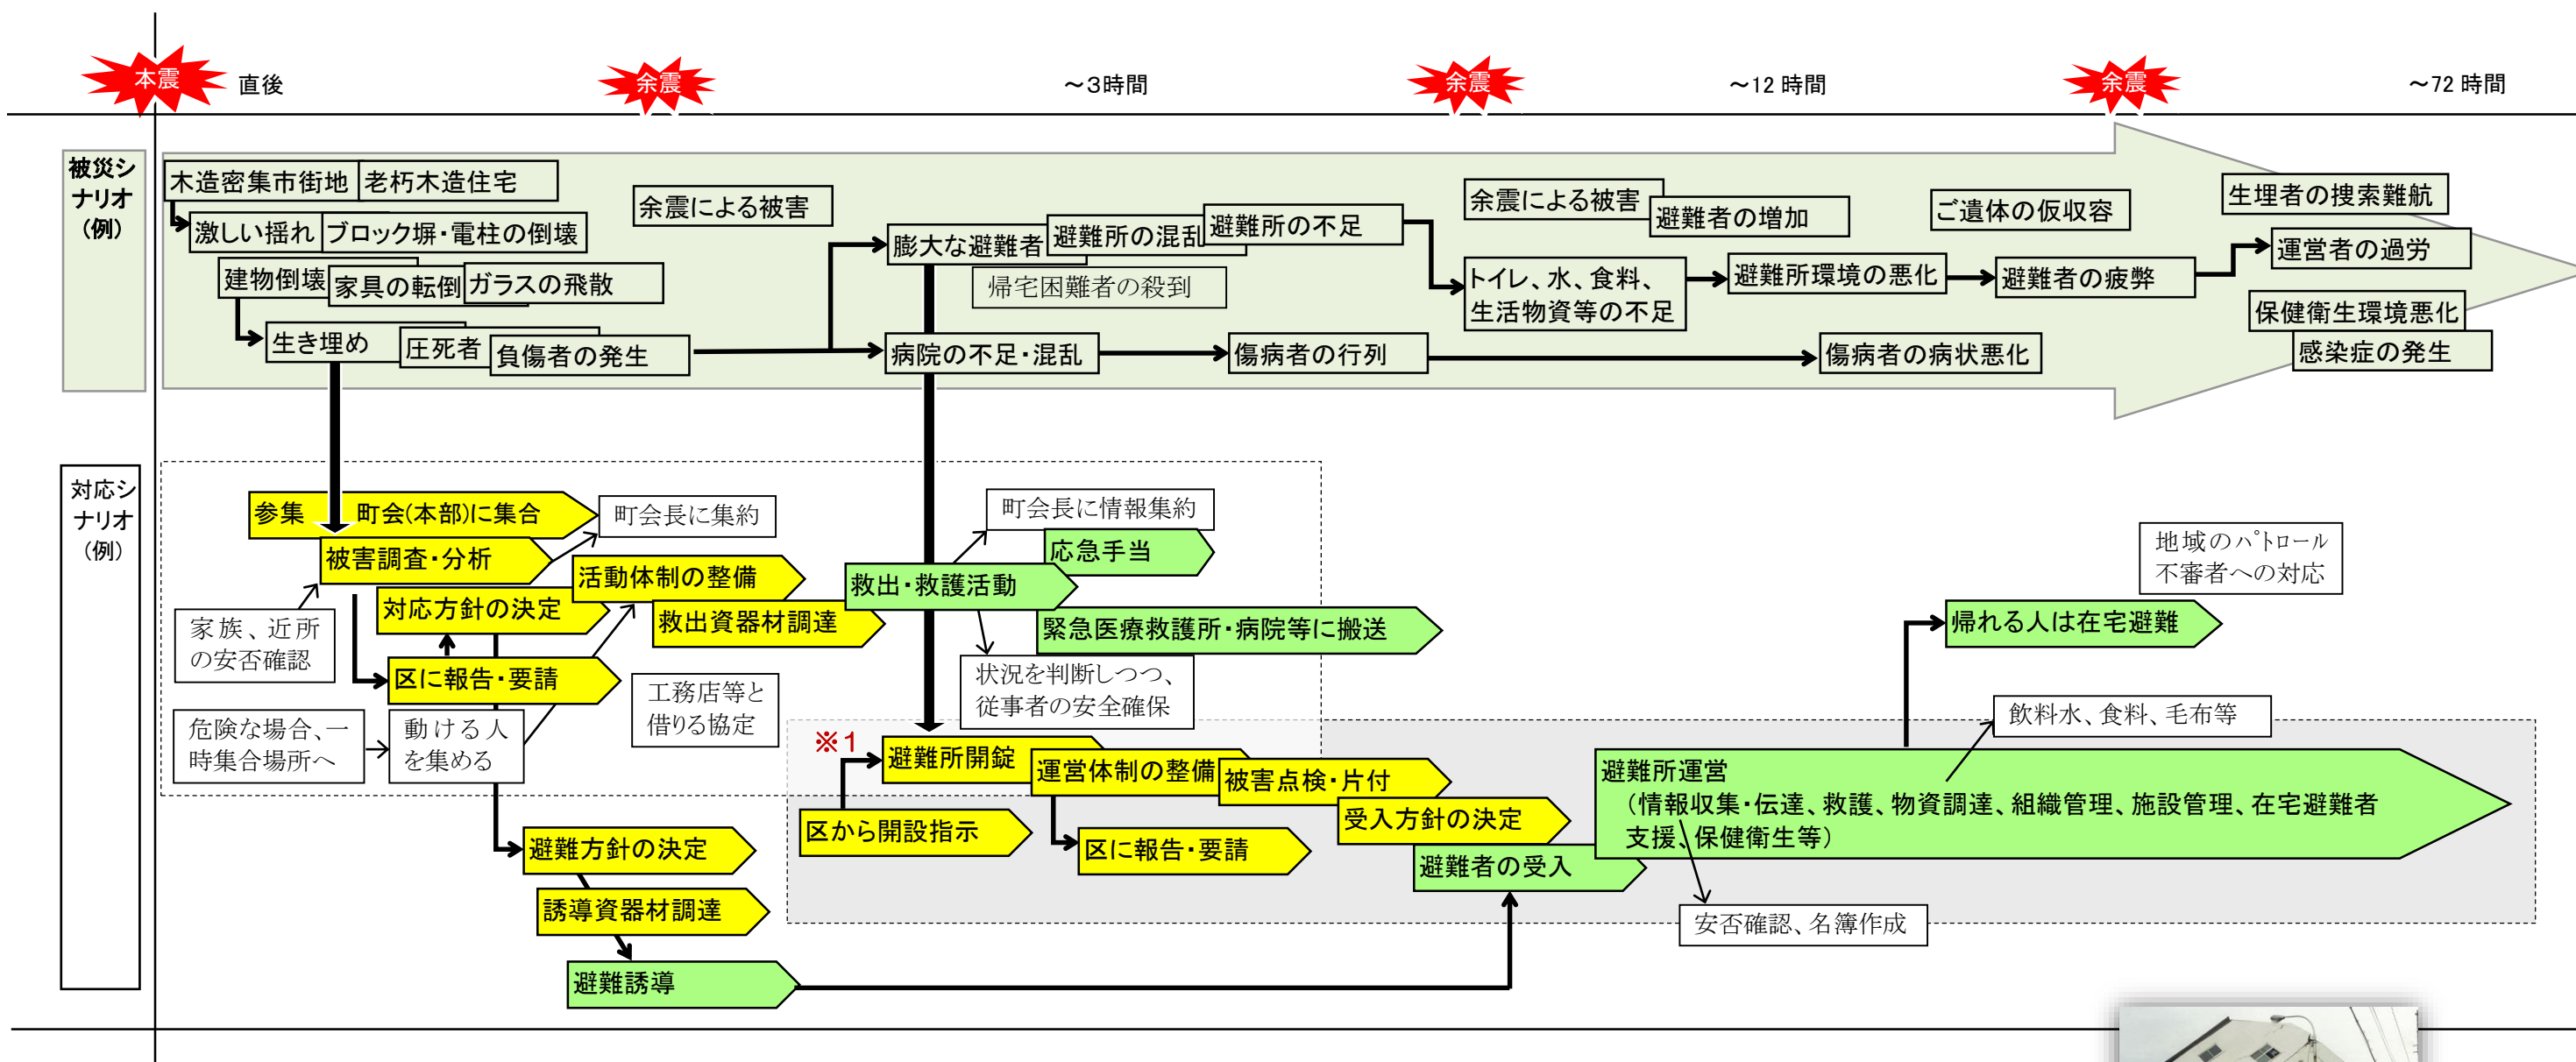 本震
直後
余震
～3時間
余震
～12 時間
余震
～72 時間
被災シ
ナリオ
（例）
木造密集市街地
老朽木造住宅
激しい揺れ
ブロック塀・電柱の倒壊
建物倒壊
家具の転倒
ガラスの飛散
生き埋め
圧死者
負傷者の発生
余震による被害
膨大な避難者
避難所の混乱
避難所の不足
帰宅困難者の殺到
病院の不足・混乱
傷病者の行列
余震による被害
避難者の増加
トイレ、水、食料、
生活物資等の不足
避難所環境の悪化
ご遺体の仮収容
避難者の疲弊
傷病者の病状悪化
生埋者の捜索難航
運営者の過労
保健衛生環境悪化
感染症の発生
対応シ
ナリオ
（例）
参集　　町会(本部)に集合
町会長に集約
被害調査・分析
活動体制の整備
対応方針の決定
救出資器材調達
家族、近所
の安否確認
区に報告・要請
工務店等と
借りる協定
危険な場合、一
時集合場所へ
動ける人
を集める
避難方針の決定
誘導資器材調達
避難誘導
町会長に情報集約
応急手当
救出・救護活動
緊急医療救護所・病院等に搬送
状況を判断しつつ、
従事者の安全確保
※1
避難所開錠
運営体制の整備
被害点検・片付
区から開設指示
区に報告・要請
受入方針の決定
避難者の受入
地域のパトロール
不審者への対応
帰れる人は在宅避難
飲料水、食料、毛布等
避難所運営
（情報収集・伝達、救護、物資調達、組織管理、施設管理、在宅避難者
支援、保健衛生等）
安否確認、名簿作成